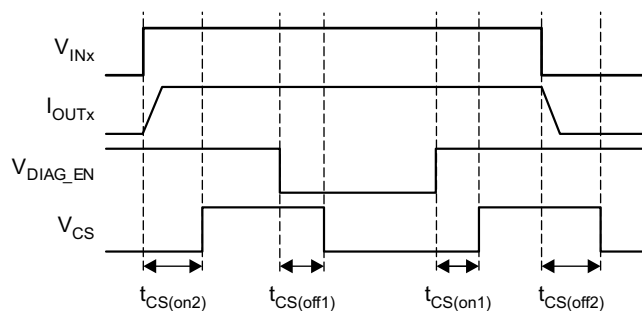 V_INx
I_OUTx
V_DIAG_EN
V_CS
t_CS(on2) t_CS(off1) t_CS(on1) t_CS(off2)